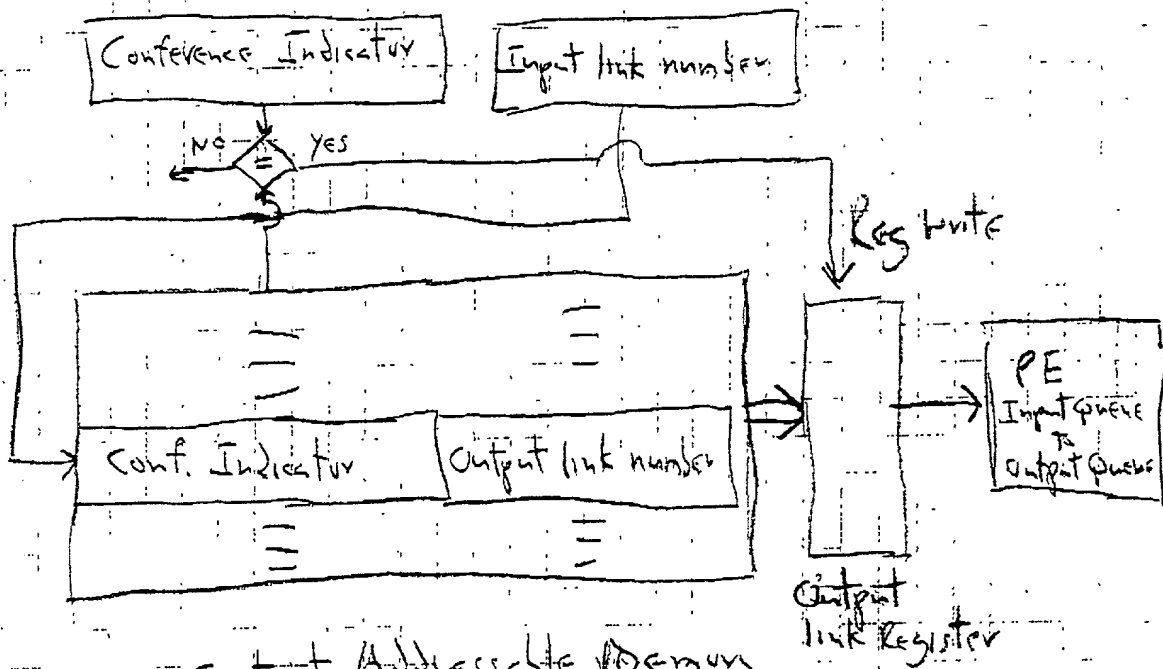 Conference Indicator
Input link number
NO
YES
=
Reg write
Conf. Indicator
Output link number
PE
Input Queue
To
Output Queue
Output
link Register
Content Addressable Memory